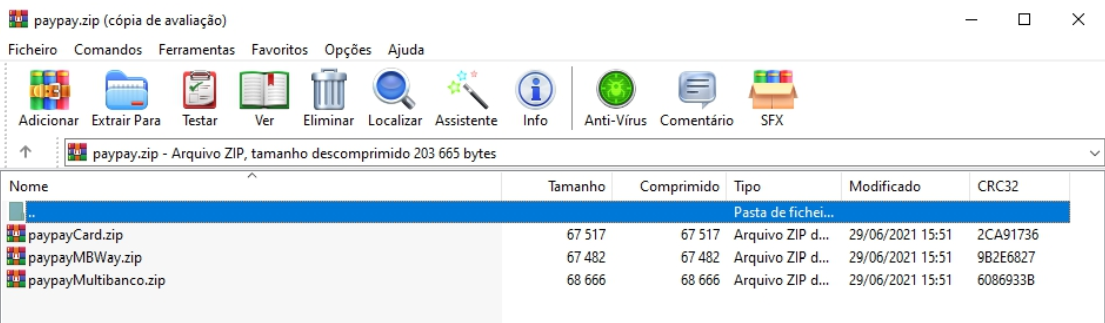 paypay.zip (cópia de avaliação)
Ficheiro Comandos Ferramentas Favoritos Opções Ajuda
Adicionar Extrair Para Testar Ver Eliminar Localizar Assistente Info Anti-Vírus Comentário SFX
paypay.zip - Arquivo ZIP, tamanho descomprimido 203 665 bytes
Nome Tamanho Comprimido Tipo Modificado CRC32
.. Pasta de fichei...
paypayCard.zip 67 517 67 517 Arquivo ZIP d... 29/06/2021 15:51 2CA91736
paypayMBWay.zip 67 482 67 482 Arquivo ZIP d... 29/06/2021 15:51 9B2E6827
paypayMultibanco.zip 68 666 68 666 Arquivo ZIP d... 29/06/2021 15:51 6086933B